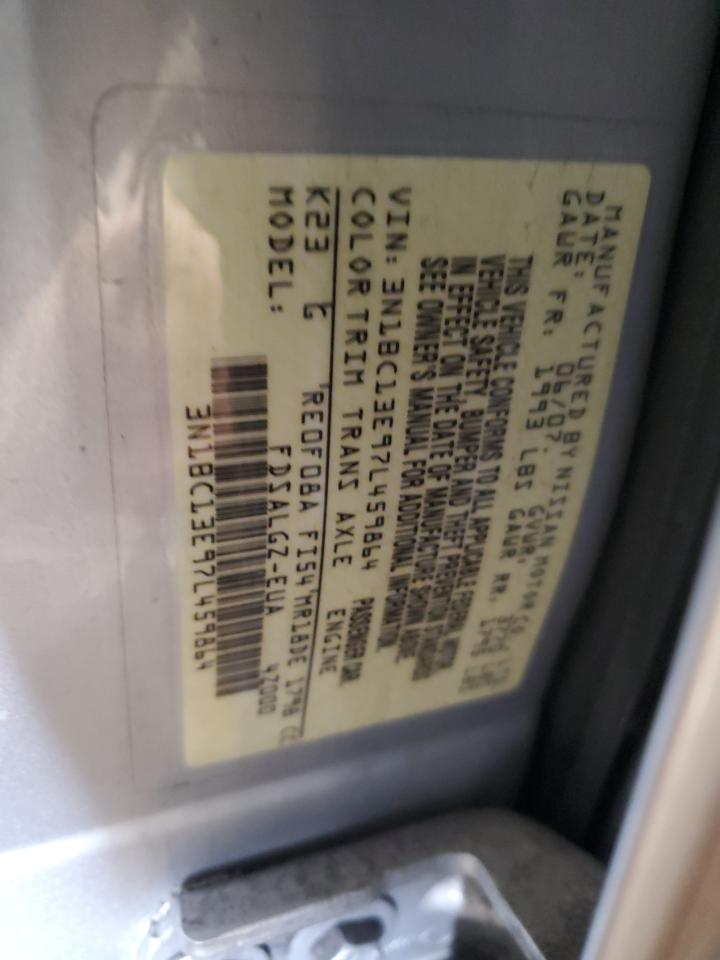 MANUFACTURED BY NISSAN MOTOR CO.
DATE: 06/07 GVWR:
GAWR FR: 1993 LBS GAWR RR: 1795 LBS
THIS VEHICLE CONFORMS TO ALL APPLICABLE FEDERAL MOTOR
VEHICLE SAFETY, BUMPER AND THEFT PREVENTION STANDARDS
IN EFFECT ON THE DATE OF MANUFACTURE SHOWN ABOVE.
SEE OWNER'S MANUAL FOR ADDITIONAL INFORMATION.
VIN: 3N1BC13E97L459864 PASSENGER CAR
COLOR TRIM TRANS AXLE ENGINE
K23 G RE0F08A FI54 MR18DE 1798 CC
MODEL: FDSALGZ-EUA 47000
3N1BC13E97L459864